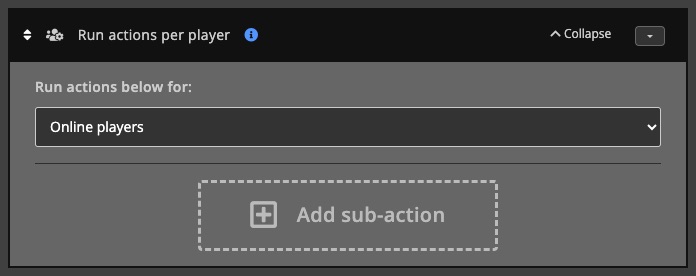 Run actions per player
Collapse
Run actions below for:
Online players
Add sub-action